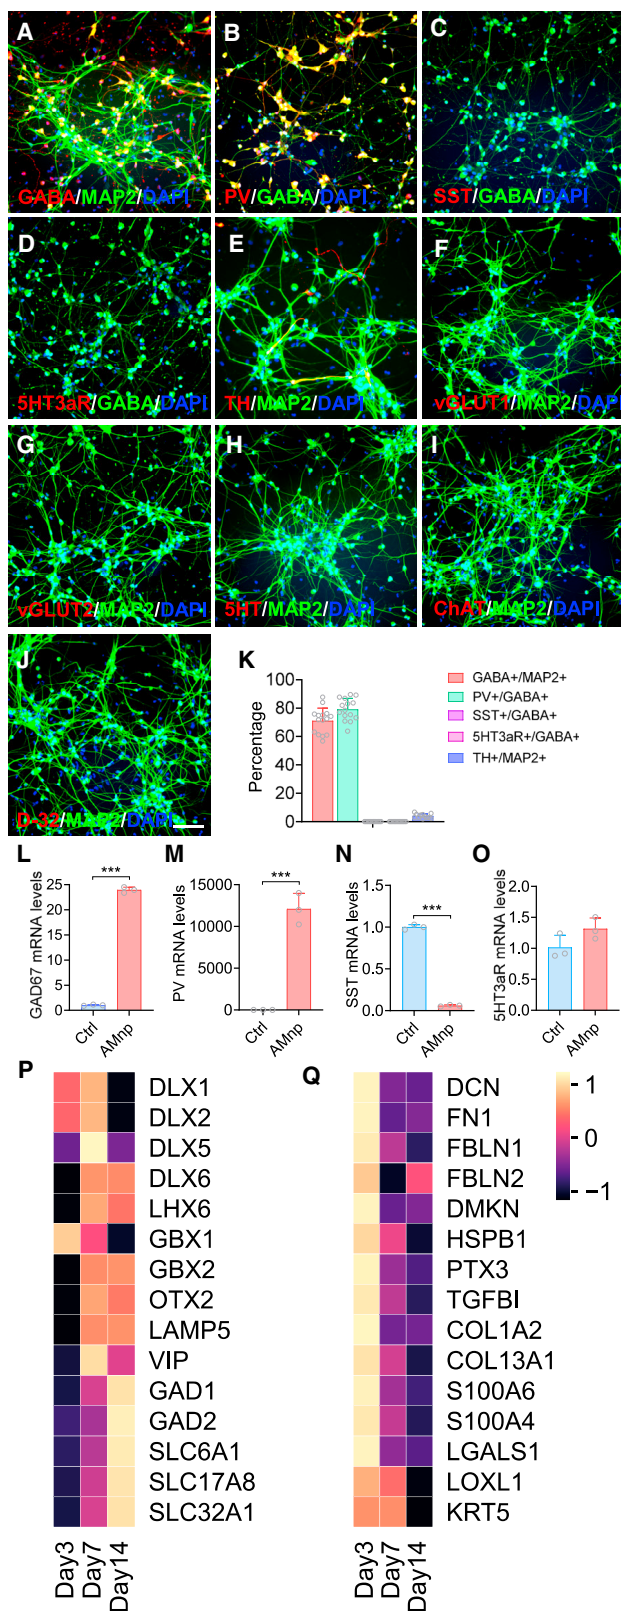 A
B
C
GABA/MAP2/DAPI
PV/GABA/DAPI
SST/GABA/DAPI
D
E
F
5HT3aR/GABA/DAPI
TH/MAP2/DAPI
vGLUT1/MAP2/DAPI
G
H
I
vGLUT2/MAP2/DAPI
5HT/MAP2/DAPI
ChAT/MAP2/DAPI
J
D-32/MAP2/DAPI
K
Percentage
100
80
60
40
20
0
GABA+/MAP2+
PV+/GABA+
SST+/GABA+
5HT3aR+/GABA+
TH+/MAP2+
L
GAD67 mRNA levels
25
20
15
10
5
0
***
Ctrl
AMnp
M
PV mRNA levels
15000
10000
5000
0
***
Ctrl
AMnp
N
SST mRNA levels
1.5
1.0
0.5
0.0
***
Ctrl
AMnp
O
5HT3aR mRNA levels
2.0
1.5
1.0
0.5
0.0
Ctrl
AMnp
P
DLX1
DLX2
DLX5
DLX6
LHX6
GBX1
GBX2
OTX2
LAMP5
VIP
GAD1
GAD2
SLC6A1
SLC17A8
SLC32A1
Day3
Day7
Day14
Q
DCN
FN1
FBLN1
FBLN2
DMKN
HSPB1
PTX3
TGFBI
COL1A2
COL13A1
S100A6
S100A4
LGALS1
LOXL1
KRT5
Day3
Day7
Day14
1
0
−1